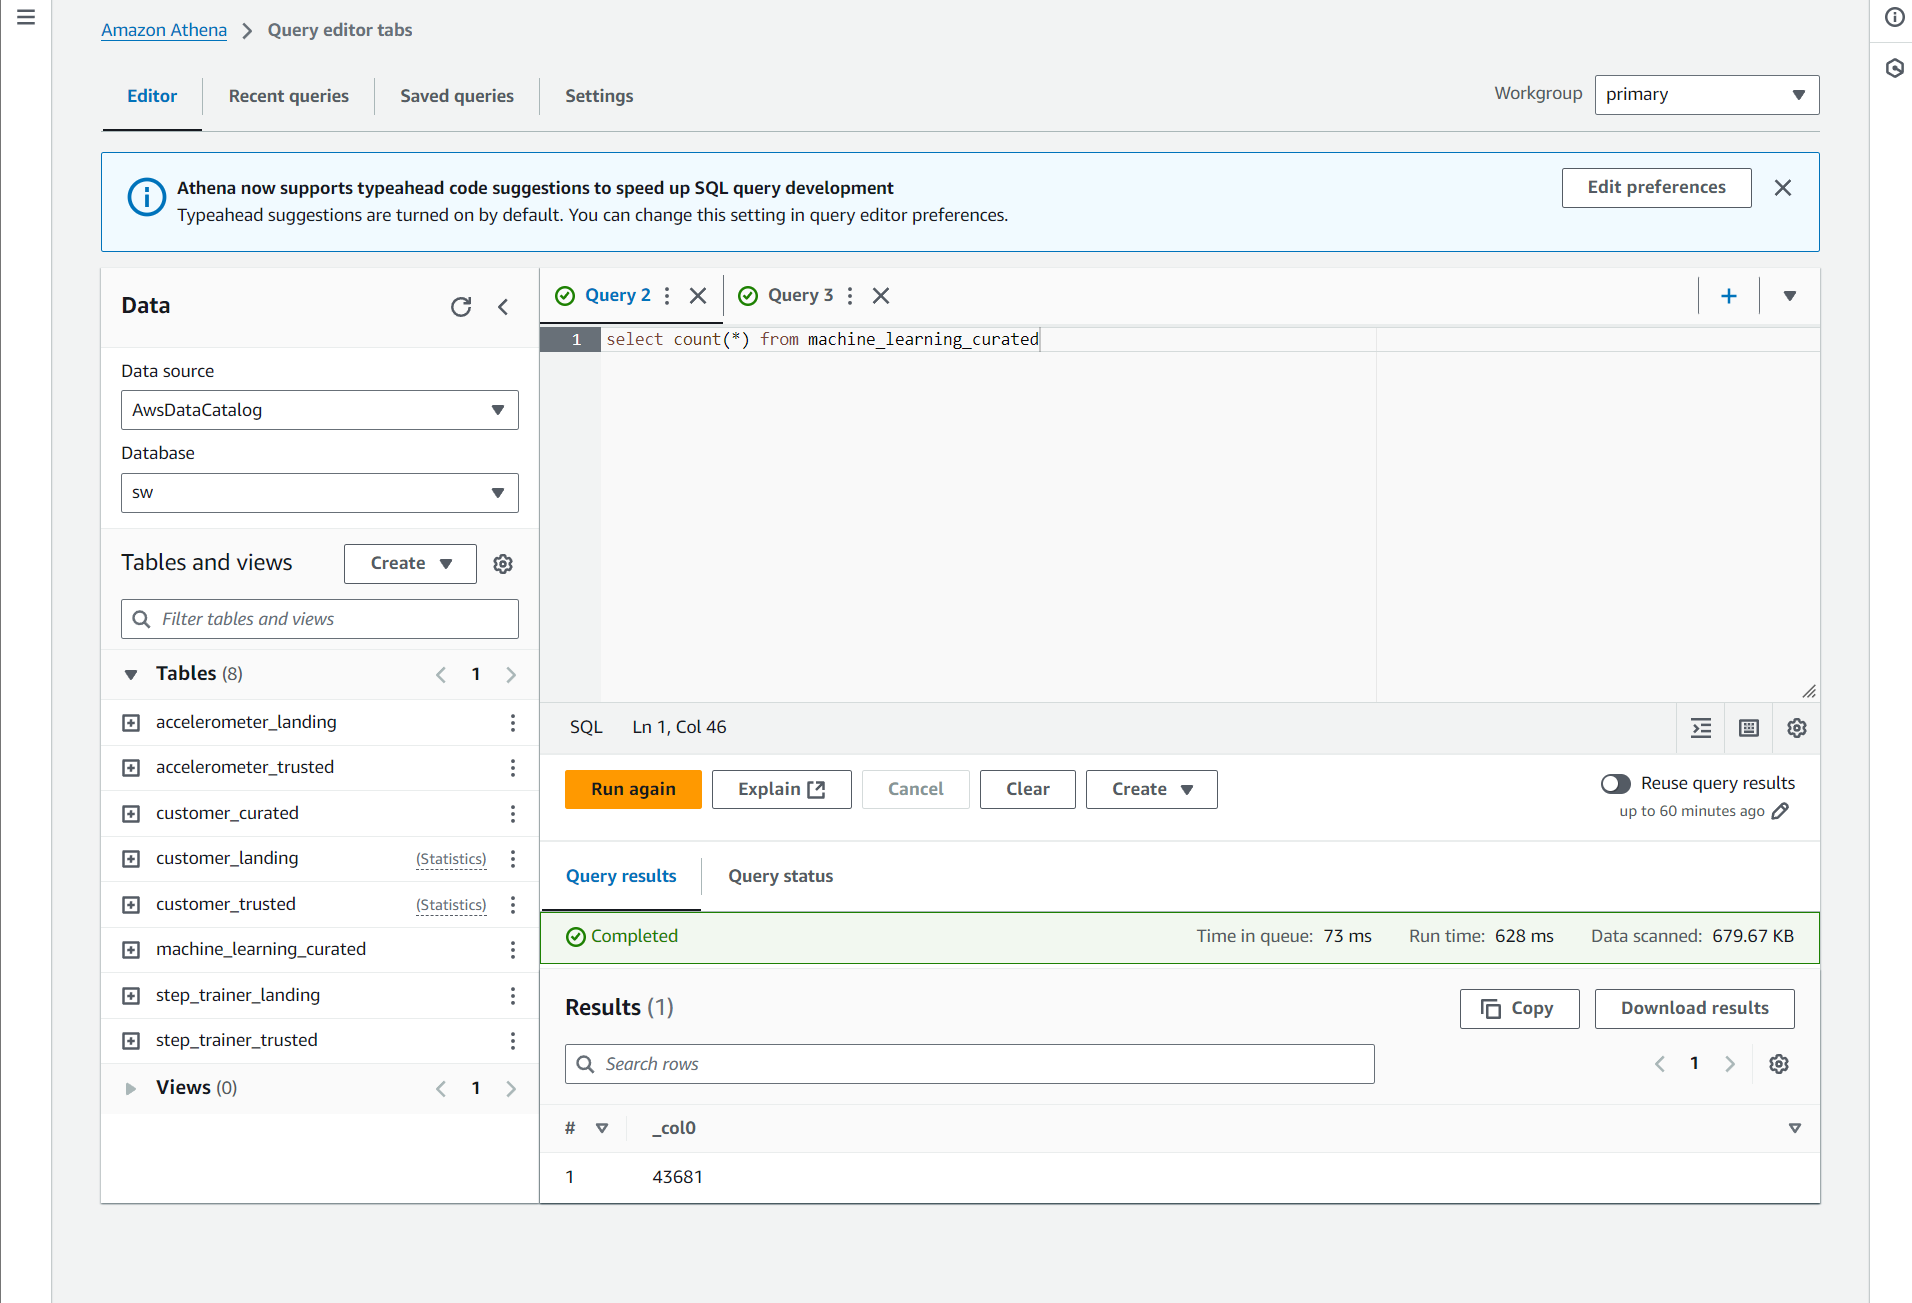 Amazon Athena > Query editor tabs
Editor Recent queries Saved queries Settings Workgroup primary
Athena now supports typeahead code suggestions to speed up SQL query development
Typeahead suggestions are turned on by default. You can change this setting in query editor preferences.
Edit preferences
Data
Data source
AwsDataCatalog
Database
sw
Tables and views Create
Filter tables and views
Tables (8) 1
accelerometer_landing
accelerometer_trusted
customer_curated
customer_landing (Statistics)
customer_trusted (Statistics)
machine_learning_curated
step_trainer_landing
step_trainer_trusted
Views (0) 1
Query 2 Query 3
1 select count(*) from machine_learning_curated
SQL Ln 1, Col 46
Run again Explain Cancel Clear Create
Reuse query results
up to 60 minutes ago
Query results Query status
Completed Time in queue: 73 ms Run time: 628 ms Data scanned: 679.67 KB
Results (1) Copy Download results
Search rows 1
# _col0
1 43681